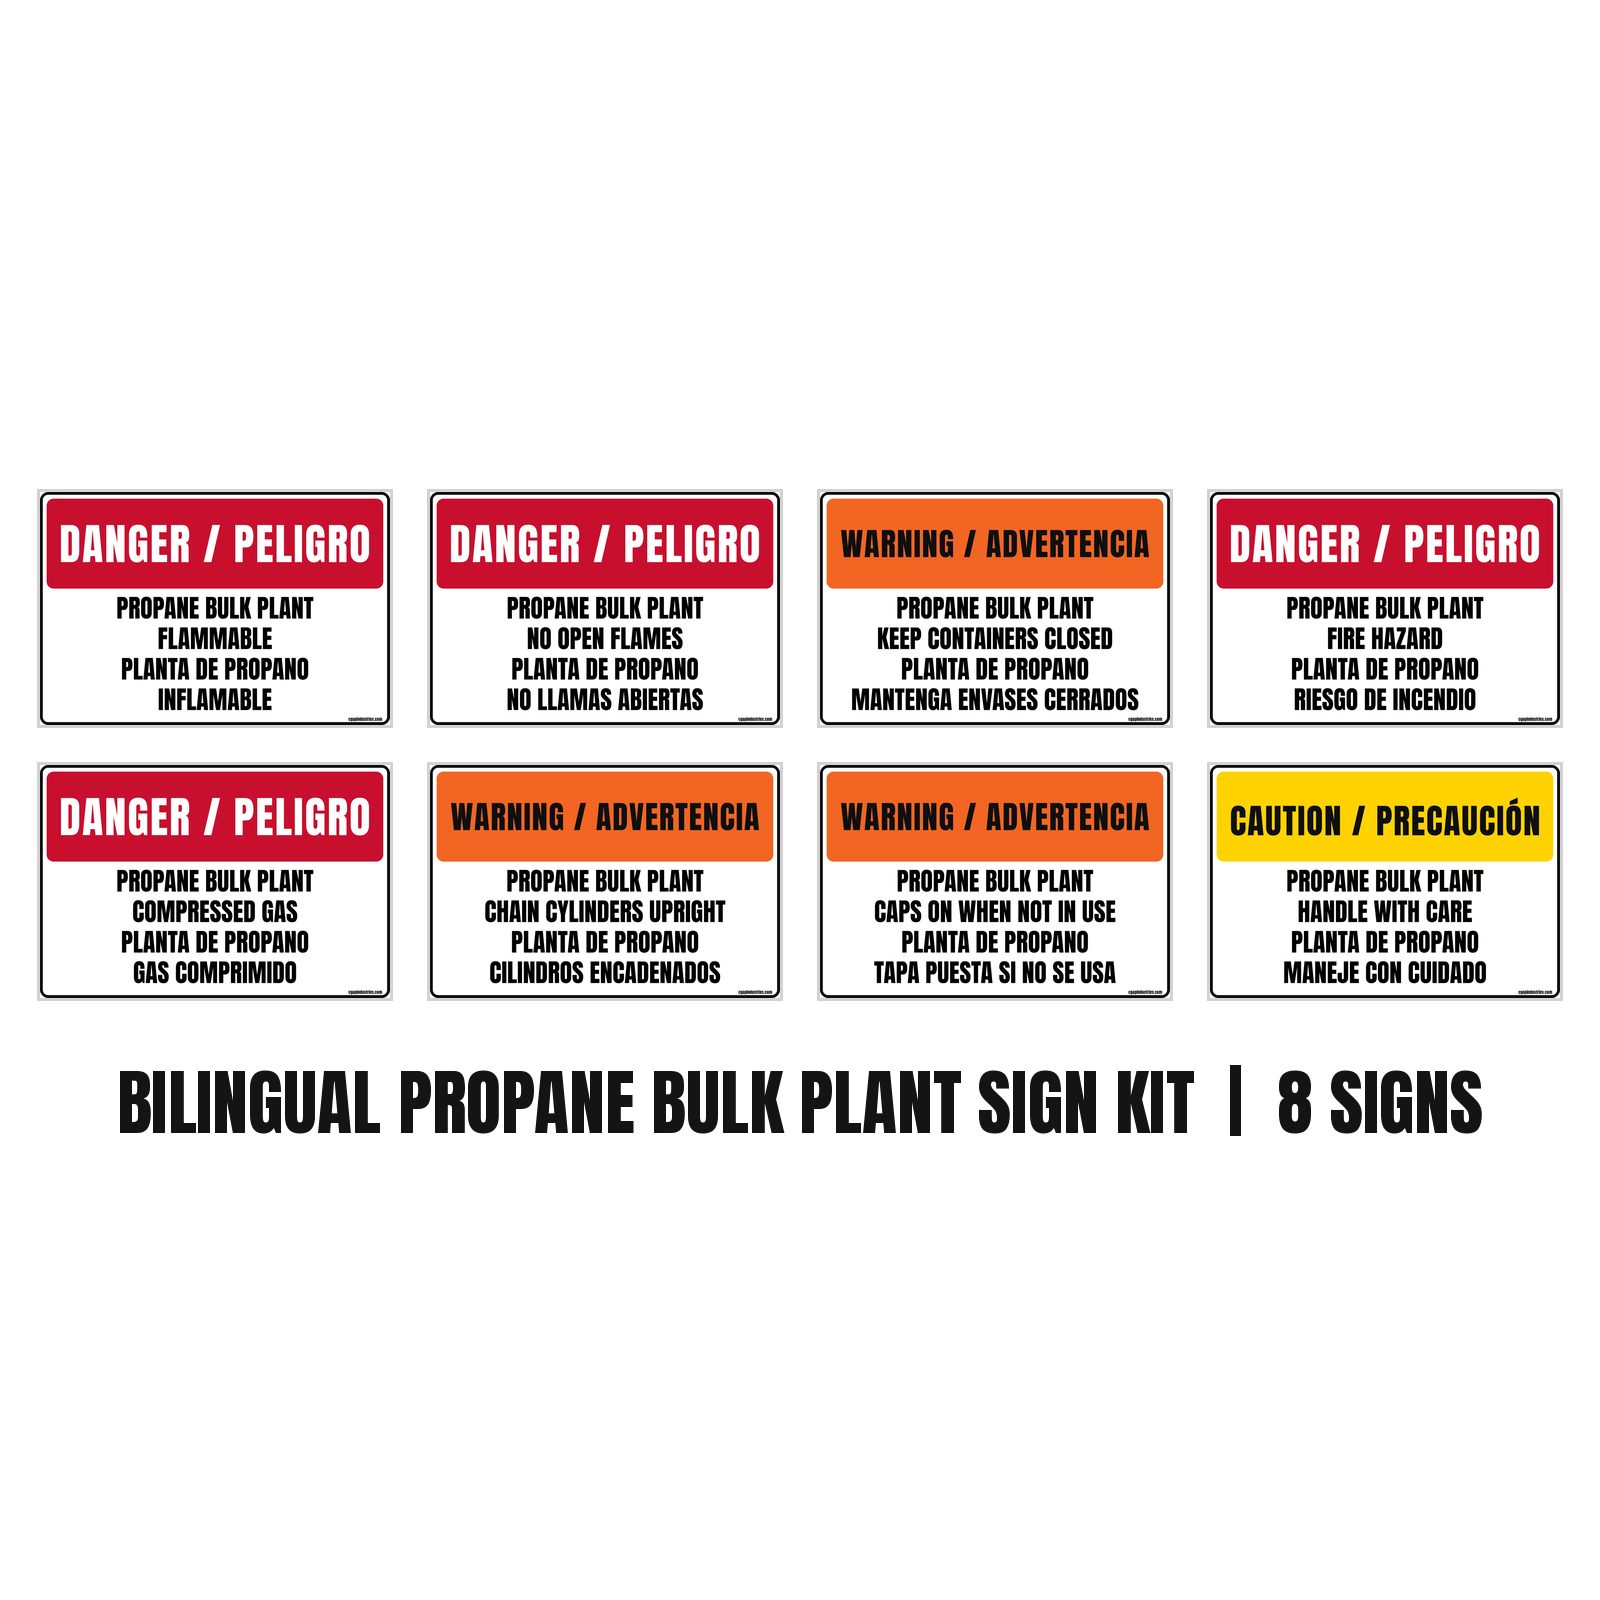 DANGER / PELIGRO
PROPANE BULK PLANT
FLAMMABLE
PLANTA DE PROPANO
INFLAMABLE
DANGER / PELIGRO
PROPANE BULK PLANT
NO OPEN FLAMES
PLANTA DE PROPANO
NO LLAMAS ABIERTAS
WARNING / ADVERTENCIA
PROPANE BULK PLANT
KEEP CONTAINERS CLOSED
PLANTA DE PROPANO
MANTENGA ENVASES CERRADOS
DANGER / PELIGRO
PROPANE BULK PLANT
FIRE HAZARD
PLANTA DE PROPANO
RIESGO DE INCENDIO
DANGER / PELIGRO
PROPANE BULK PLANT
COMPRESSED GAS
PLANTA DE PROPANO
GAS COMPRIMIDO
WARNING / ADVERTENCIA
PROPANE BULK PLANT
CHAIN CYLINDERS UPRIGHT
PLANTA DE PROPANO
CILINDROS ENCADENADOS
WARNING / ADVERTENCIA
PROPANE BULK PLANT
CAPS ON WHEN NOT IN USE
PLANTA DE PROPANO
TAPA PUESTA SI NO SE USA
CAUTION / PRECAUCIÓN
PROPANE BULK PLANT
HANDLE WITH CARE
PLANTA DE PROPANO
MANEJE CON CUIDADO
BILINGUAL PROPANE BULK PLANT SIGN KIT | 8 SIGNS